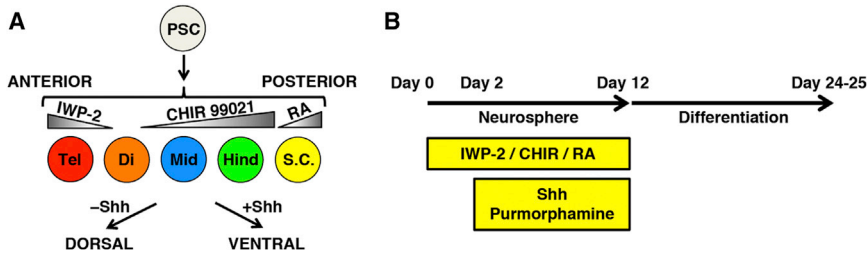 A
PSC
ANTERIOR POSTERIOR
IWP-2 CHIR 99021 RA
Tel Di Mid Hind S.C.
–Shh +Shh
DORSAL VENTRAL
B
Day 0 Day 2 Day 12 Day 24-25
Neurosphere Differentiation
IWP-2 / CHIR / RA
Shh
Purmorphamine